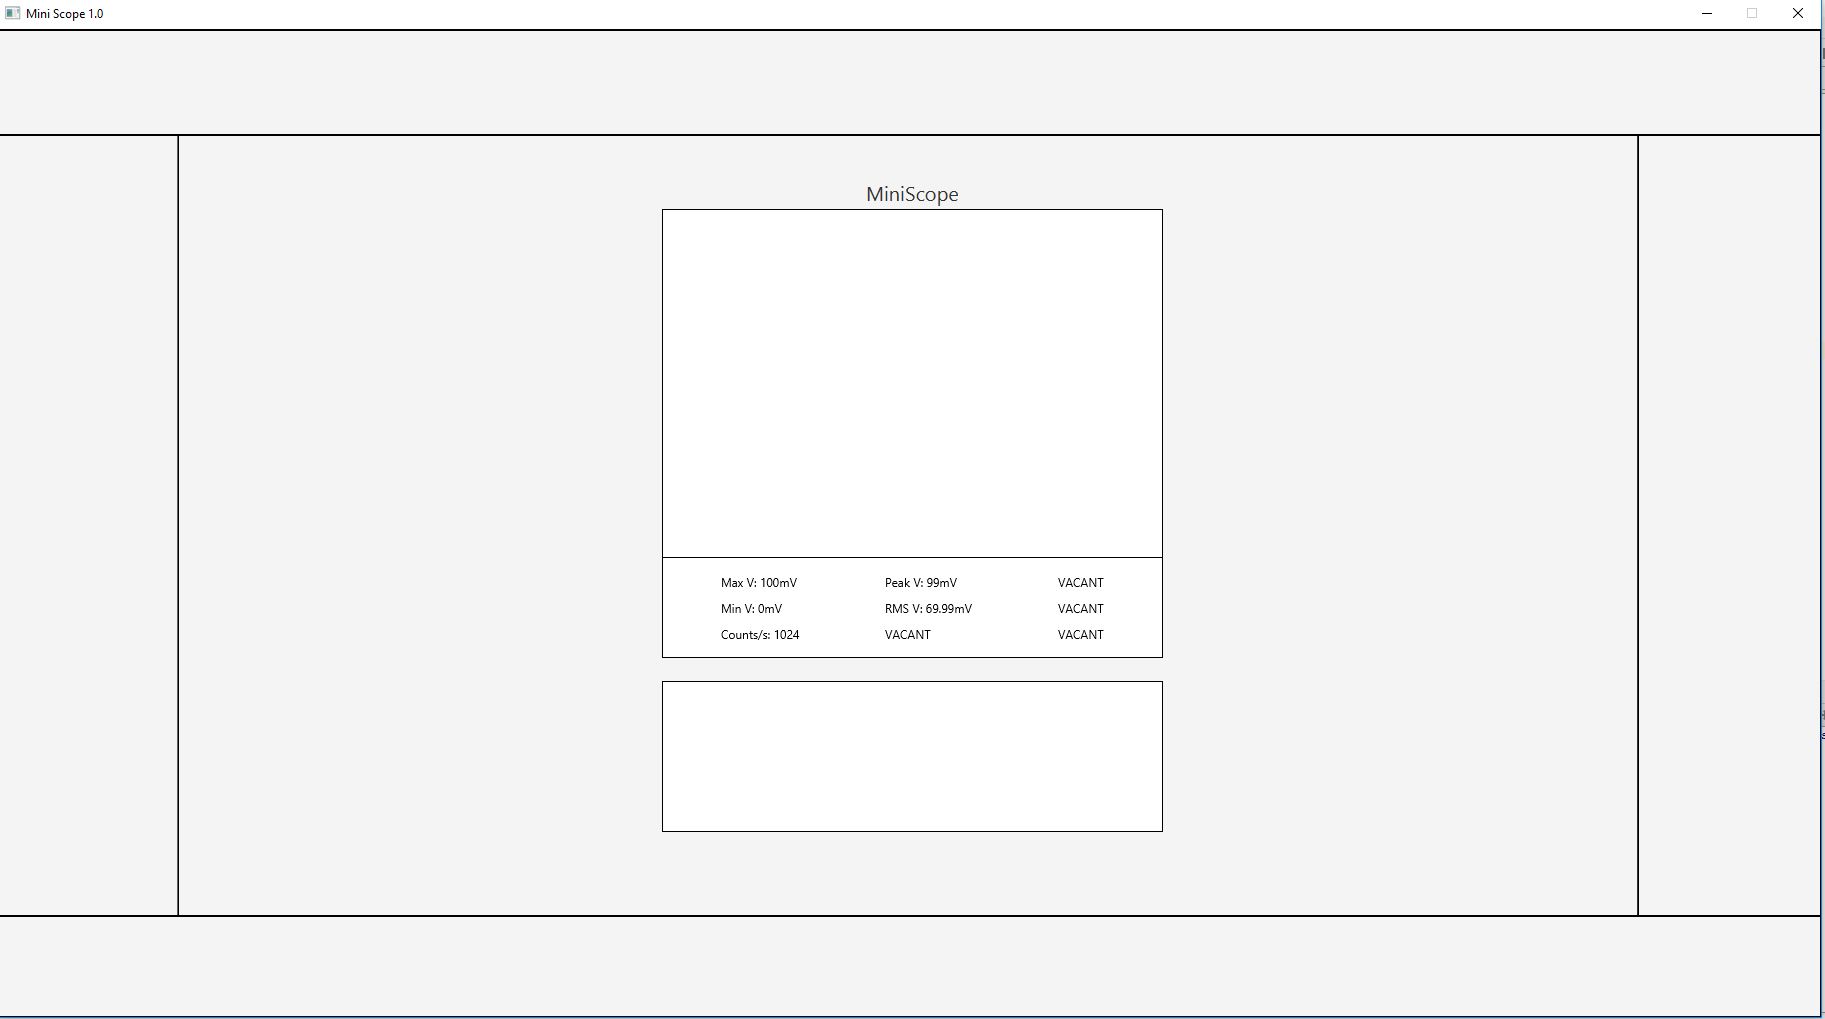 Mini Scope 1.0
MiniScope
Max V: 100mV Peak V: 99mV VACANT
Min V: 0mV RMS V: 69.99mV VACANT
Counts/s: 1024 VACANT VACANT